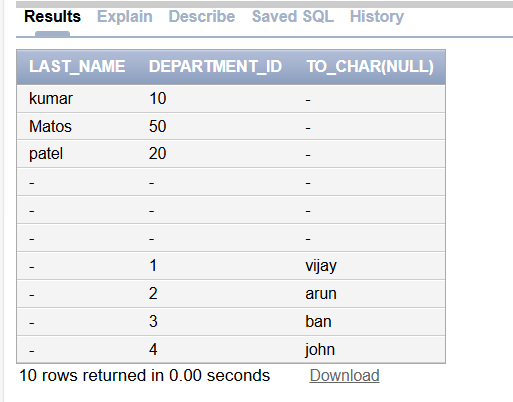 Results Explain Describe Saved SQL History
LAST_NAME DEPARTMENT_ID TO_CHAR(NULL)
kumar 10 -
Matos 50 -
patel 20 -
- - -
- - -
- - -
- 1 vijay
- 2 arun
- 3 ban
- 4 john
10 rows returned in 0.00 seconds Download